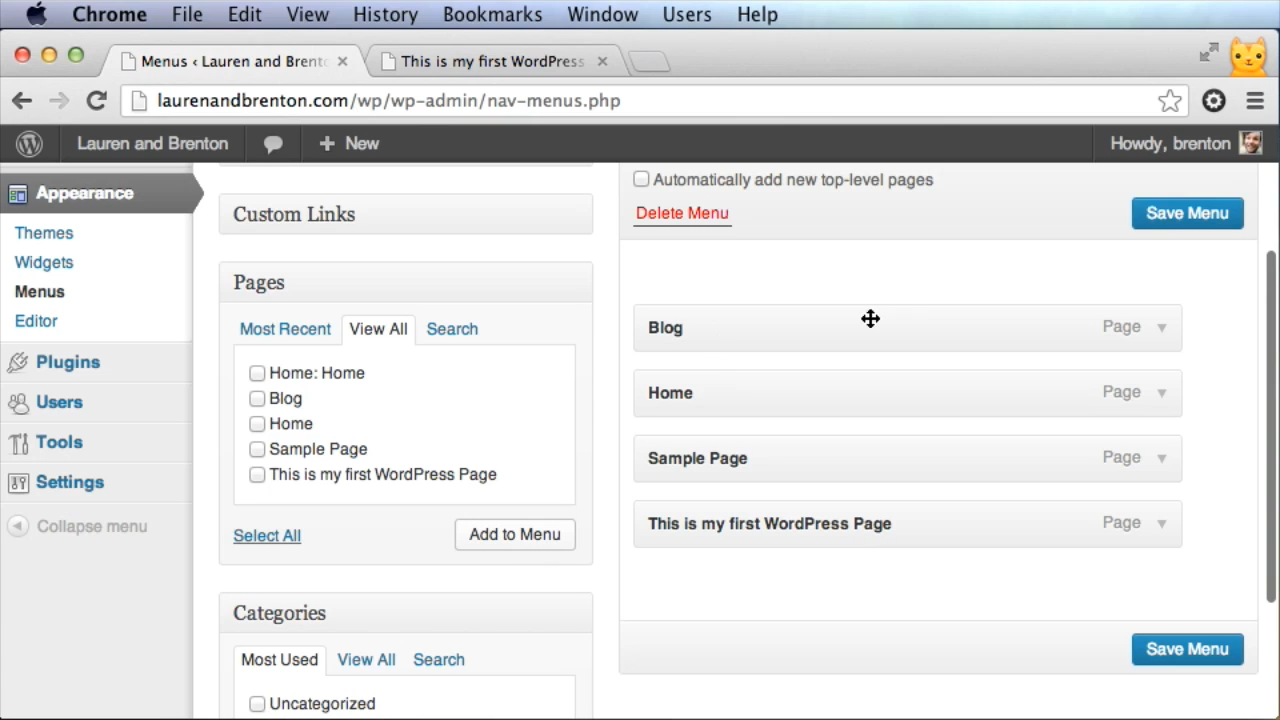 Chrome File Edit View History Bookmarks Window Users Help
Menus ‹ Lauren and Brent
This is my first WordPress
laurenandbrenton.com/wp/wp-admin/nav-menus.php
Lauren and Brenton
+ New
Howdy, brenton
Appearance
Themes
Widgets
Menus
Editor
Plugins
Users
Tools
Settings
Collapse menu
Custom Links
Pages
Most Recent View All Search
Home: Home
Blog
Home
Sample Page
This is my first WordPress Page
Select All Add to Menu
Categories
Most Used View All Search
Uncategorized
Automatically add new top-level pages
Delete Menu Save Menu
Blog Page
Home Page
Sample Page Page
This is my first WordPress Page Page
Save Menu